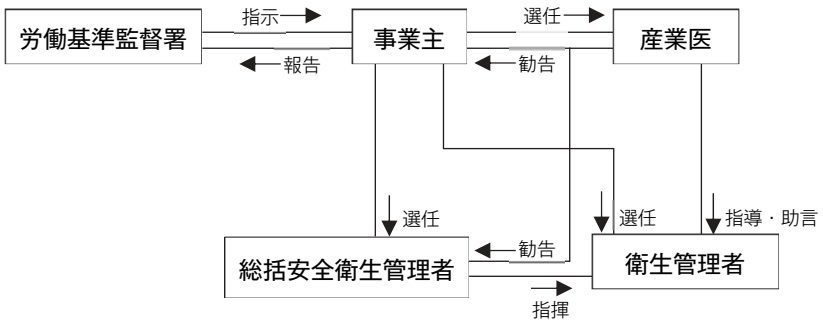 指示
選任
労働基準監督署
事業主
産業医
報告
勧告
選任
選任
指導・助言
勧告
総括安全衛生管理者
衛生管理者
指揮